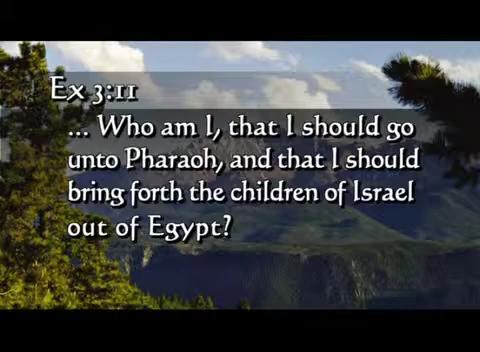 Ex 3:11
... Who am I, that I should go
unto Pharaoh, and that I should
bring forth the children of Israel
out of Egypt?